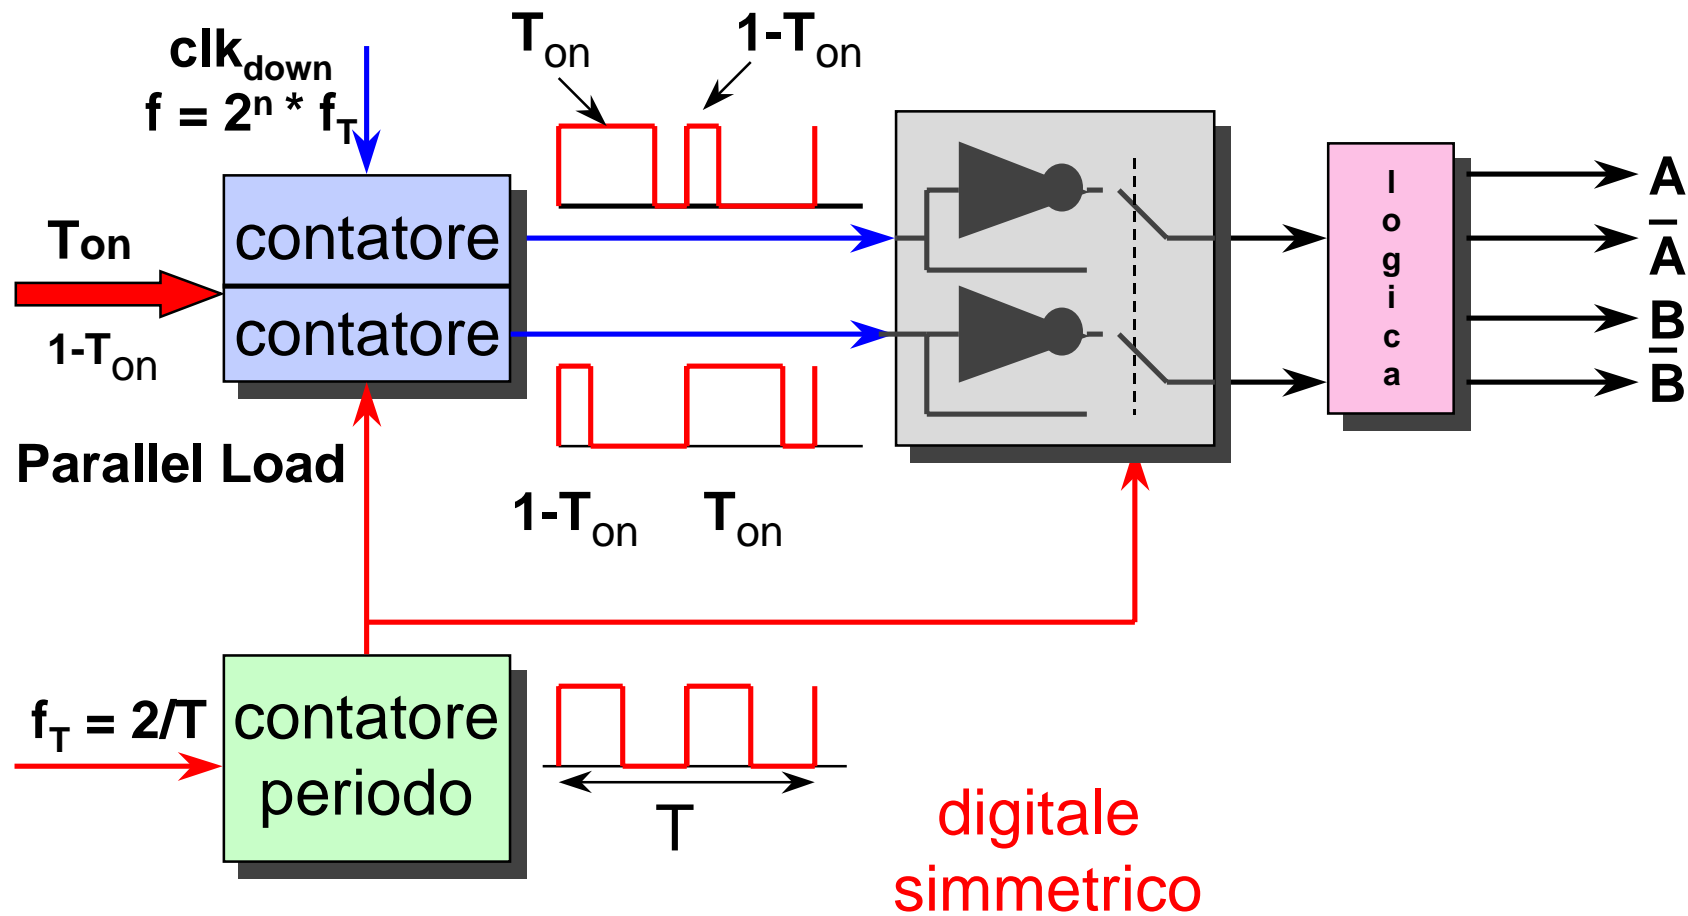 clk_down
f = 2^n * f_T
T_on
1-T_on
Ton
1-T_on
contatore
contatore
Parallel Load
1-T_on
T_on
l
o
g
i
c
a
A
A̅
B
B̅
f_T = 2/T
contatore
periodo
T
digitale
simmetrico